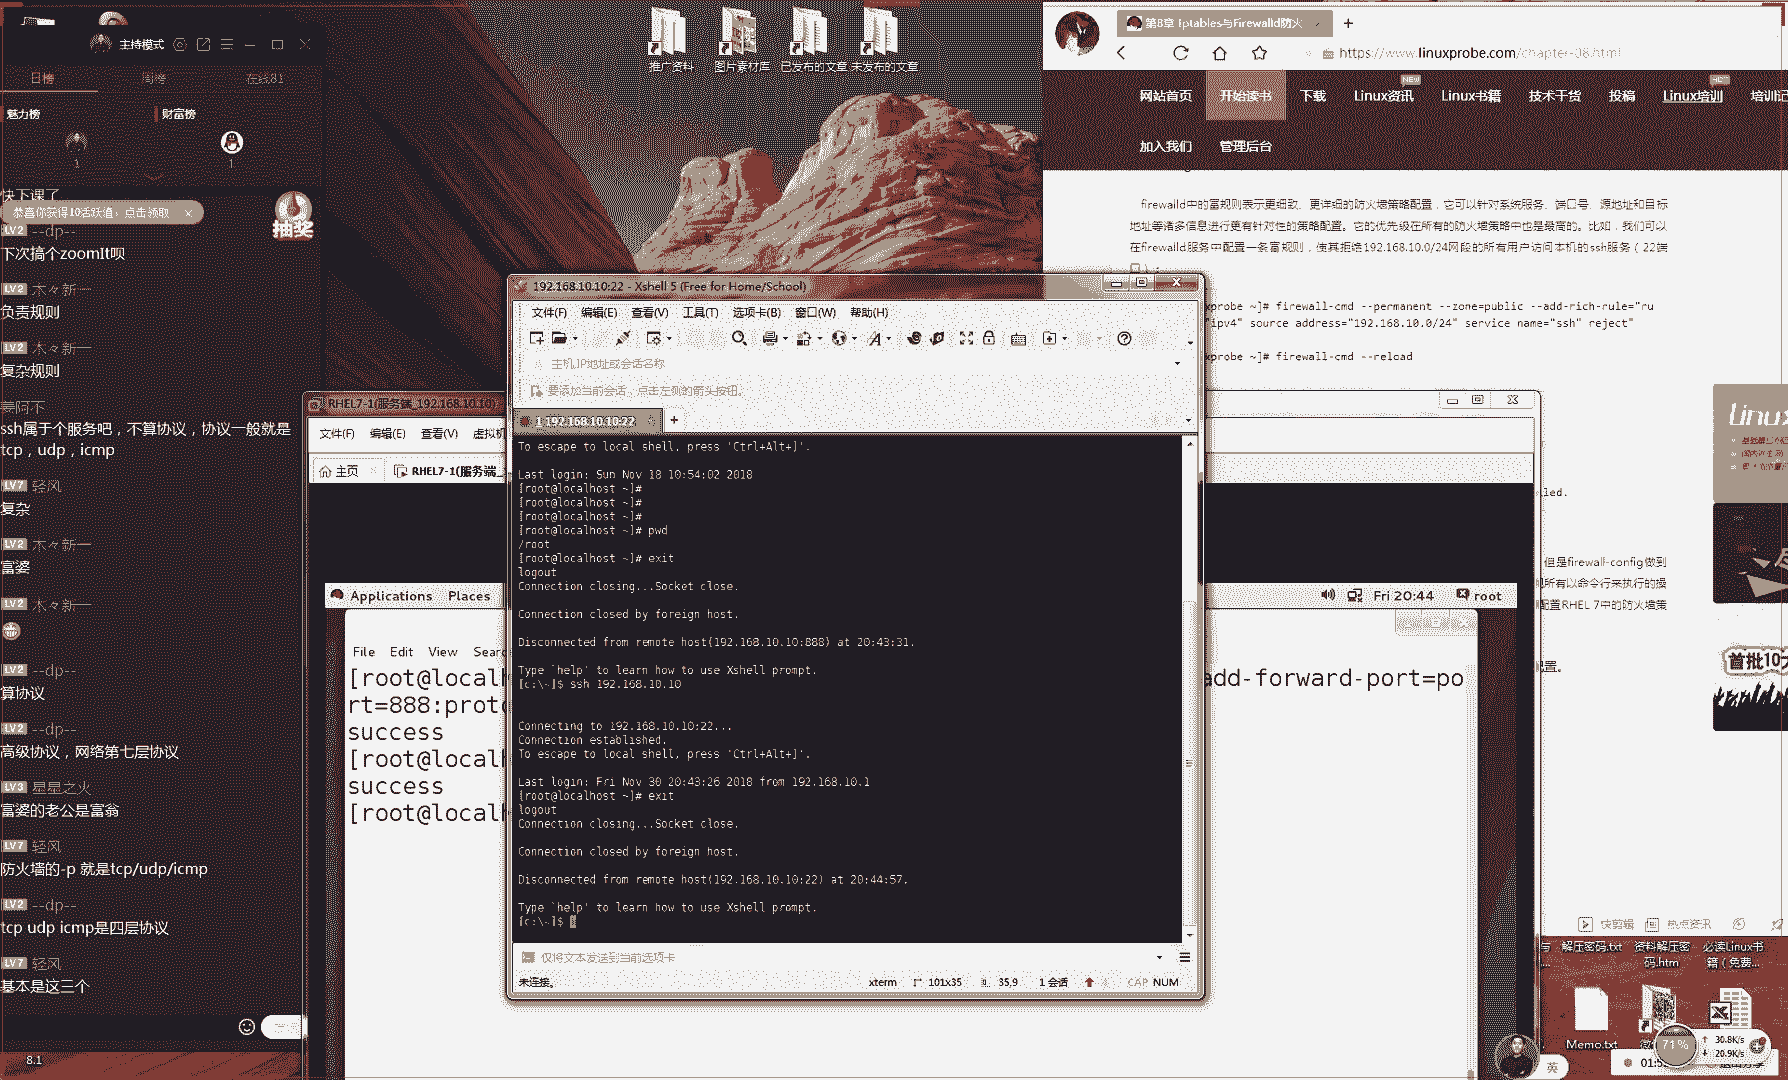 主持模式
日榜
周榜
在线81
魅力榜
财富榜
1
1
快下课了
恭喜你获得10活跃值，点击领取
抽奖
LV2 --dp--
下次搞个zoomIt呗
LV2 木々新一
负责规则
LV2 木々新一
复杂规则
姜阿不
ssh属于个服务吧，不算协议，协议一般就是
tcp，udp，icmp
LV7 轻风
复杂
LV2 木々新一
富婆
LV2 木々新一
LV2 --dp--
算协议
LV2 --dp--
高级协议，网络第七层协议
LV3 星星之火
富婆的老公是富翁
LV7 轻风
防火墙的-p 就是tcp/udp/icmp
LV2 --dp--
tcp udp icmp是四层协议
LV7 轻风
基本是这三个
8.1
推广资料
图片素材库
已发布的文章
未发布的文章
第8章 Iptables与Firewalld防火
https://www.linuxprobe.com/chapter-08.html
网站首页
开始读书
下载
Linux资讯
NEW
Linux书籍
技术干货
投稿
Linux培训
HOT
培训记
加入我们
管理后台
firewalld中的富规则表示更细致、更详细的防火墙策略配置，它可以针对系统服务、端口号、源地址和目标
地址等诸多信息进行更有针对性的策略配置。它的优先级在所有的防火墙策略中也是最高的。比如，我们可以
在firewalld服务中配置一条富规则，使其拒绝192.168.10.0/24网段的所有用户访问本机的ssh服务（22端
xprobe ~]# firewall-cmd --permanent --zone=public --add-rich-rule="ru
"ipv4" source address="192.168.10.0/24" service name="ssh" reject"
xprobe ~]# firewall-cmd --reload
led.
但是firewall-config做到
所有以命令行来执行的操
配置RHEL 7中的防火墙策
配置。
Linux
首批10大
快剪辑
热点资讯
RHEL7-1(服务端_192.168.10.10)
文件(F) 编辑(E) 查看(V) 虚拟机
主页
RHEL7-1(服务端_
Applications Places
Fri 20:44
root
File Edit View Sear
[root@local
add-forward-port=po
rt=888:proto
success
[root@local
success
[root@local
192.168.10.10:22 - Xshell 5 (Free for Home/School)
文件(F) 编辑(E) 查看(V) 工具(T) 选项卡(B) 窗口(W) 帮助(H)
主机,IP地址或会话名称
要添加当前会话，点击左侧的箭头按钮。
1 192.168.10.10:22
To escape to local shell, press 'Ctrl+Alt+]'.
Last login: Sun Nov 18 10:54:02 2018
[root@localhost ~]#
[root@localhost ~]#
[root@localhost ~]#
[root@localhost ~]# pwd
/root
[root@localhost ~]# exit
logout
Connection closing...Socket close.
Connection closed by foreign host.
Disconnected from remote host(192.168.10.10:888) at 20:43:31.
Type `help' to learn how to use Xshell prompt.
[c:\~]$ ssh 192.168.10.10
Connecting to 192.168.10.10:22...
Connection established.
To escape to local shell, press 'Ctrl+Alt+]'.
Last login: Fri Nov 30 20:43:26 2018 from 192.168.10.1
[root@localhost ~]# exit
logout
Connection closing...Socket close.
Connection closed by foreign host.
Disconnected from remote host(192.168.10.10:22) at 20:44:57.
Type `help' to learn how to use Xshell prompt.
[c:\~]$
仅将文本发送到当前选项卡
未连接。
xterm
101x35
35,9
1 会话
CAP NUM
解压密码.txt
资料解压密
码.htm
必读Linux书
籍（免费...
Memo.txt
71%
30.8K/s
20.9K/s
英